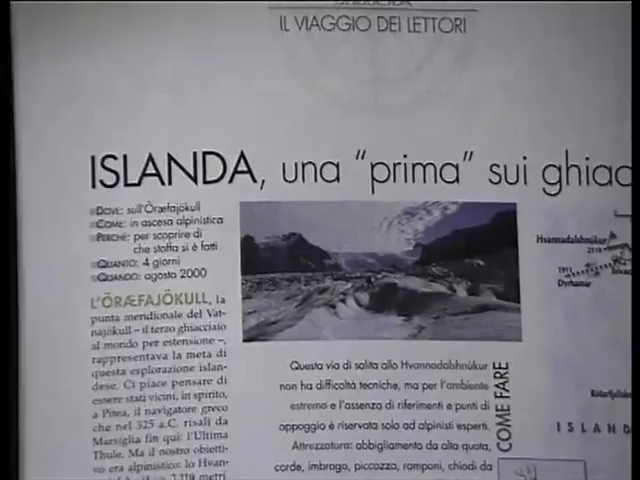 IL VIAGGIO DEI LETTORI
ISLANDA, una "prima" sui ghiac
DOVE: sull'Öræfajökull
COME: in ascesa alpinistica
PERCHÉ: per scoprire di
che stoffa si è fatti
QUANTO: 4 giorni
QUANDO: agosto 2000
L'ÖRÆFAJÖKULL, la
punta meridionale del Vat-
najökull – il terzo ghiacciaio
al mondo per estensione –,
rappresentava la meta di
questa esplorazione islan-
dese. Ci piace pensare di
essere stati vicini, in spirito,
a Pitea, il navigatore greco
che nel 325 a.C. risalì da
Marsiglia fin qui: l'Ultima
Thule. Ma il nostro obietti-
vo era alpinistico: lo Hvan-
2.119 metri
Questa via di salita allo Hvannadalshnúkur
non ha difficoltà tecniche, ma per l'ambiente
estremo e l'assenza di riferimenti e punti di
appoggio è riservata solo ad alpinisti esperti.
Attrezzatura: abbigliamento da alta quota,
corde, imbrago, piccozza, ramponi, chiodi da
COME FARE
Hvannadalshnúkur
2119
1911
Dyrhamar
ISLAND